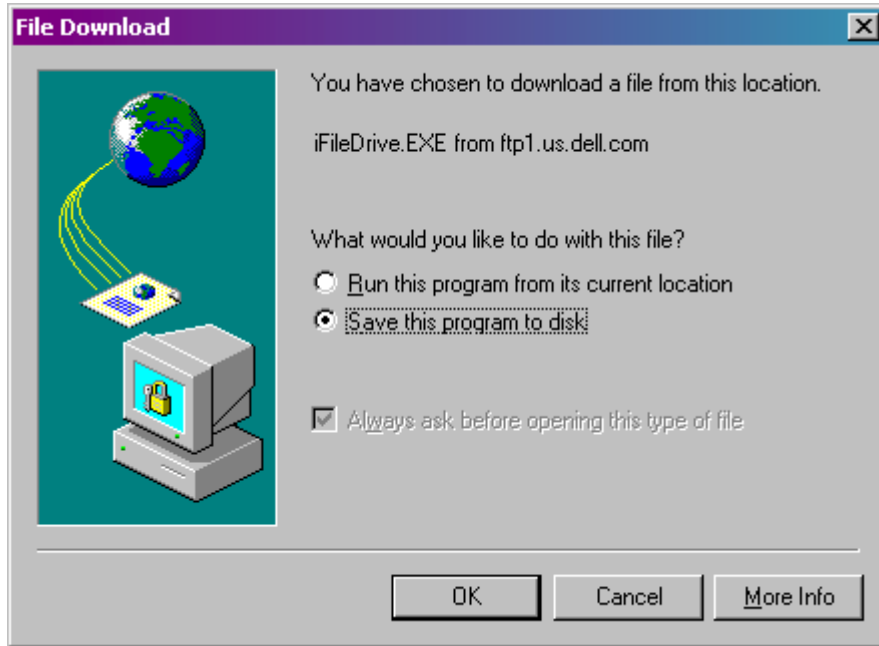 File Download
You have chosen to download a file from this location.
iFileDrive.EXE from ftp1.us.dell.com
What would you like to do with this file?
Run this program from its current location
Save this program to disk
Always ask before opening this type of file
OK Cancel More Info